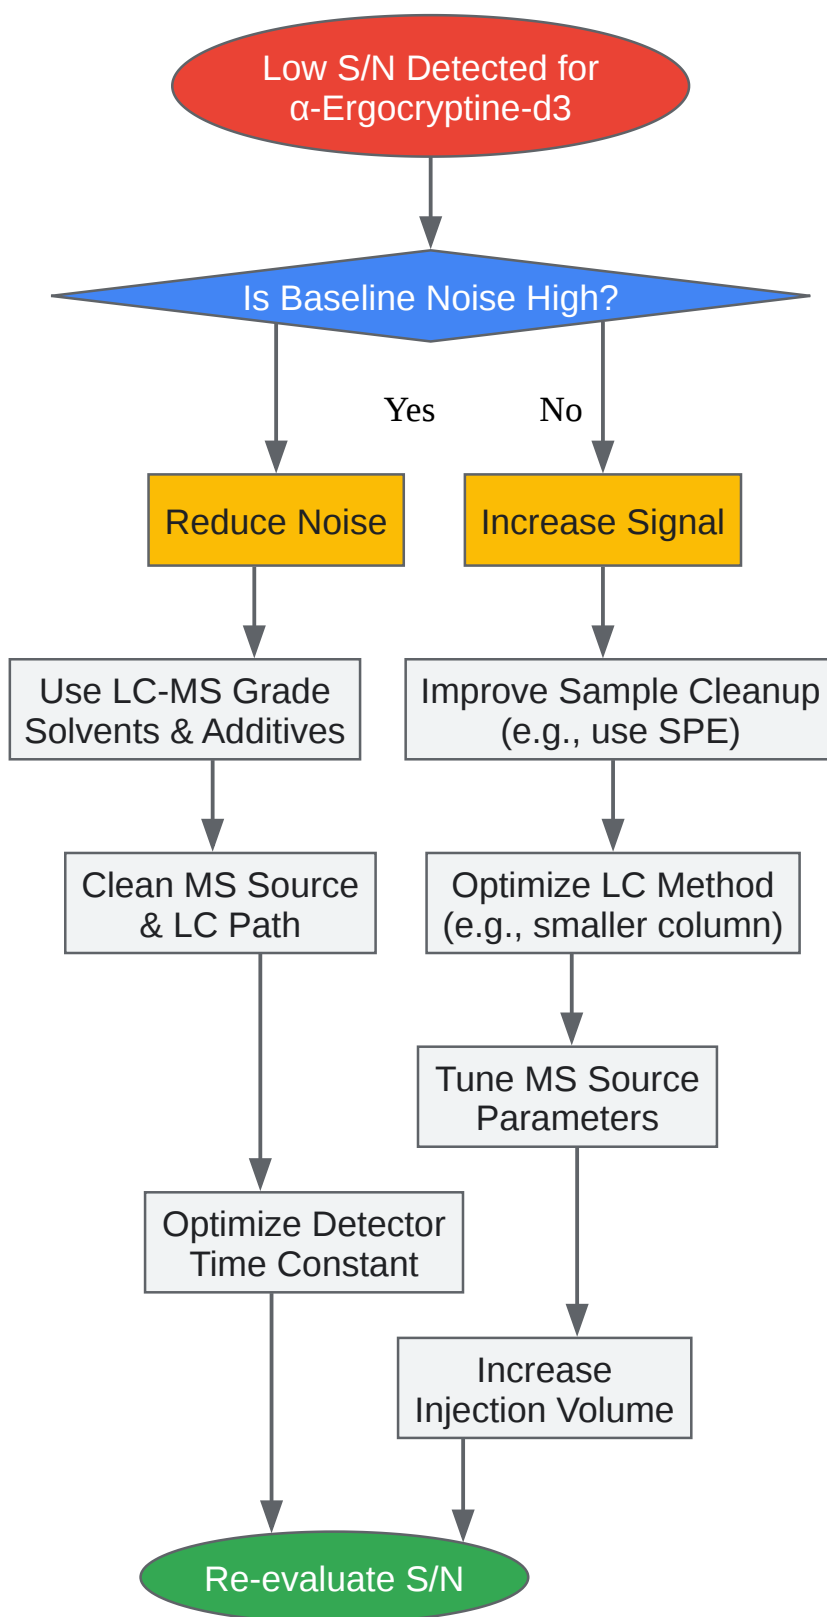 Low S/N Detected for
α-Ergocryptine-d3
Is Baseline Noise High?
Yes
No
Reduce Noise
Increase Signal
Use LC-MS Grade
Solvents & Additives
Improve Sample Cleanup
(e.g., use SPE)
Clean MS Source
& LC Path
Optimize LC Method
(e.g., smaller column)
Tune MS Source
Parameters
Optimize Detector
Time Constant
Increase
Injection Volume
Re-evaluate S/N